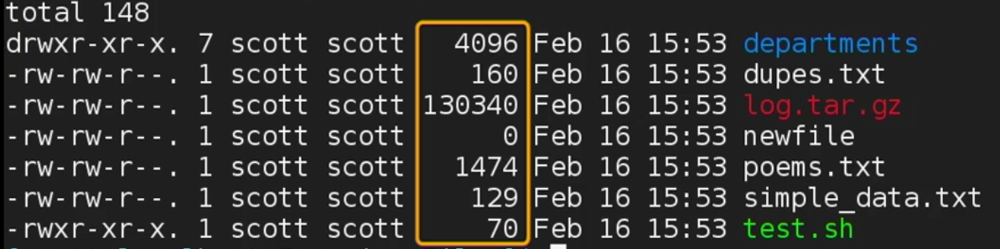 total 148
drwxr-xr-x. 7 scott scott 4096 Feb 16 15:53 departments
-rw-rw-r--. 1 scott scott 160 Feb 16 15:53 dupes.txt
-rw-rw-r--. 1 scott scott 130340 Feb 16 15:53 log.tar.gz
-rw-rw-r--. 1 scott scott 0 Feb 16 15:53 newfile
-rw-rw-r--. 1 scott scott 1474 Feb 16 15:53 poems.txt
-rw-rw-r--. 1 scott scott 129 Feb 16 15:53 simple_data.txt
-rwxr-xr-x. 1 scott scott 70 Feb 16 15:53 test.sh